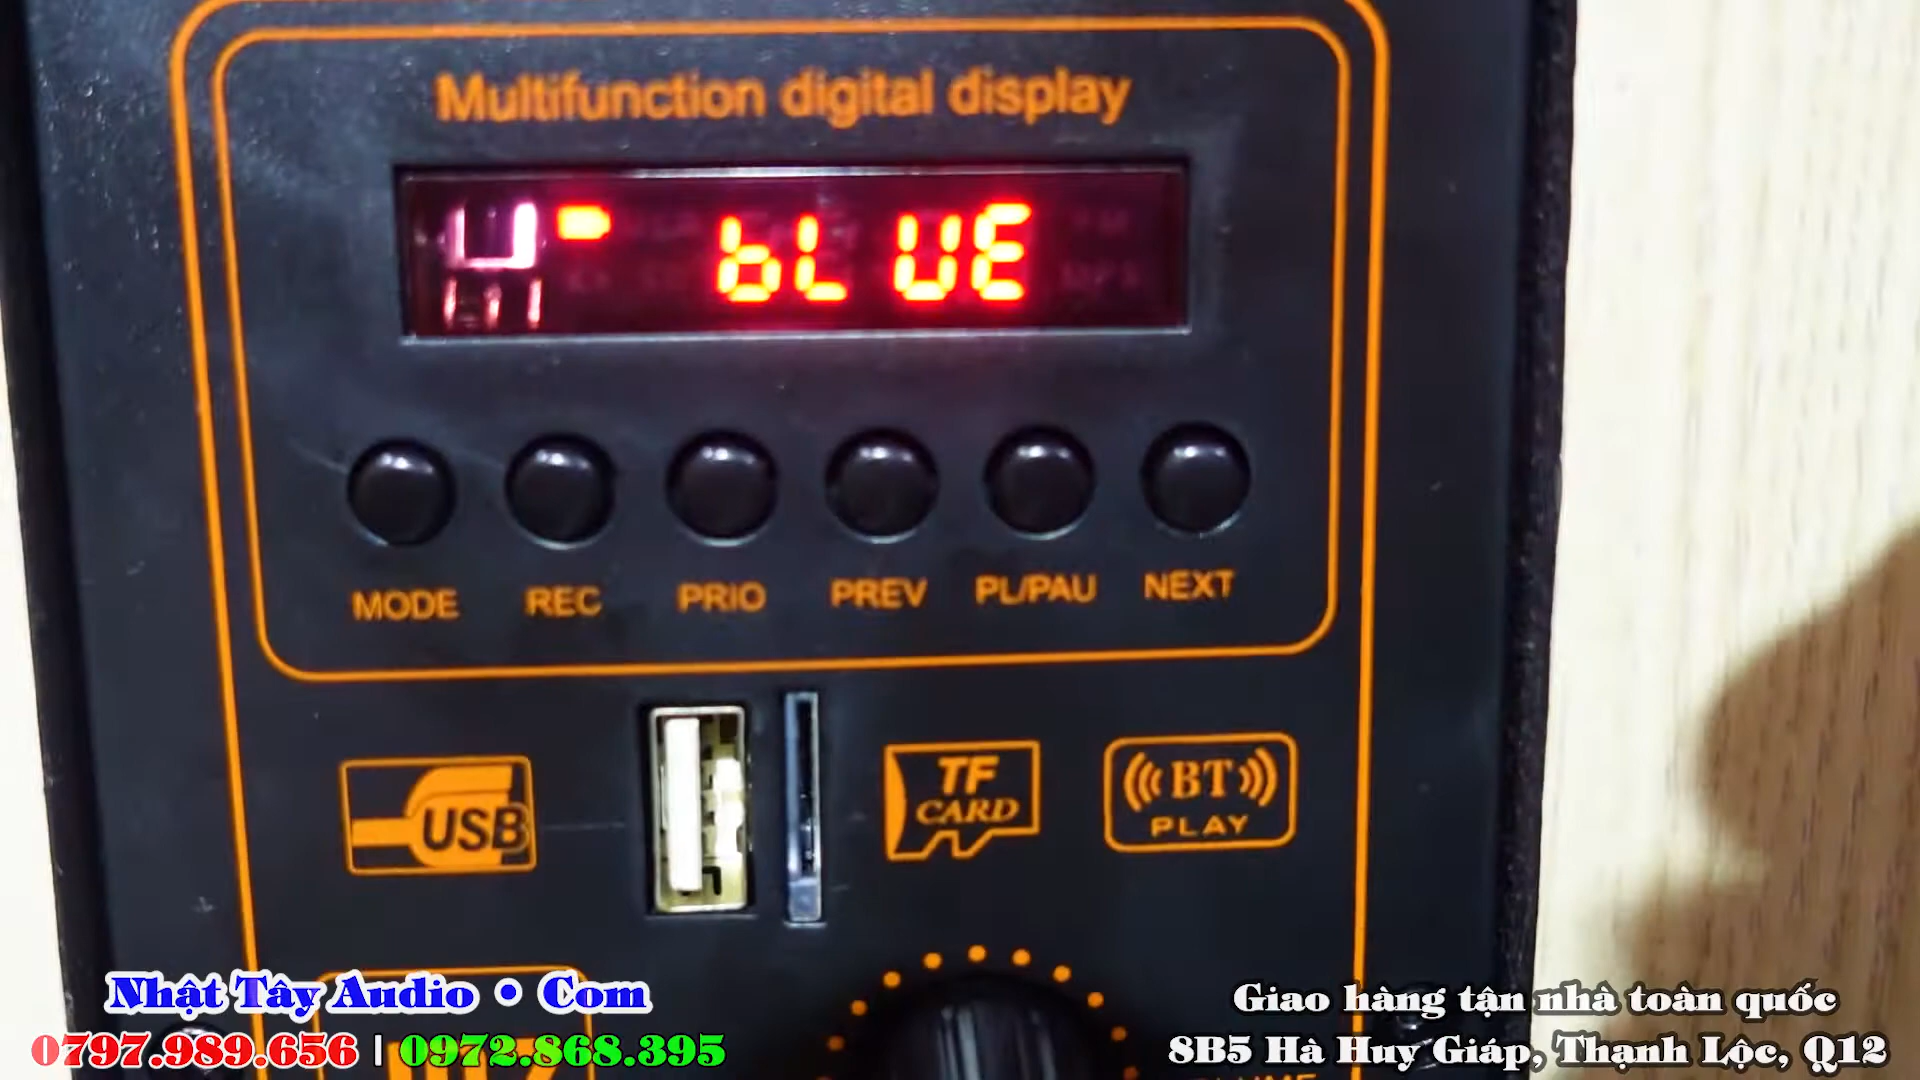 Multifunction digital display
bLUE
MODE REC PRIO PREV PL/PAU NEXT
USB
TF
CARD
BT
PLAY
Nhật Tây Audio • Com
0797.989.656 | 0972.868.395
Giao hàng tận nhà toàn quốc
8B5 Hà Huy Giáp, Thạnh Lộc, Q12